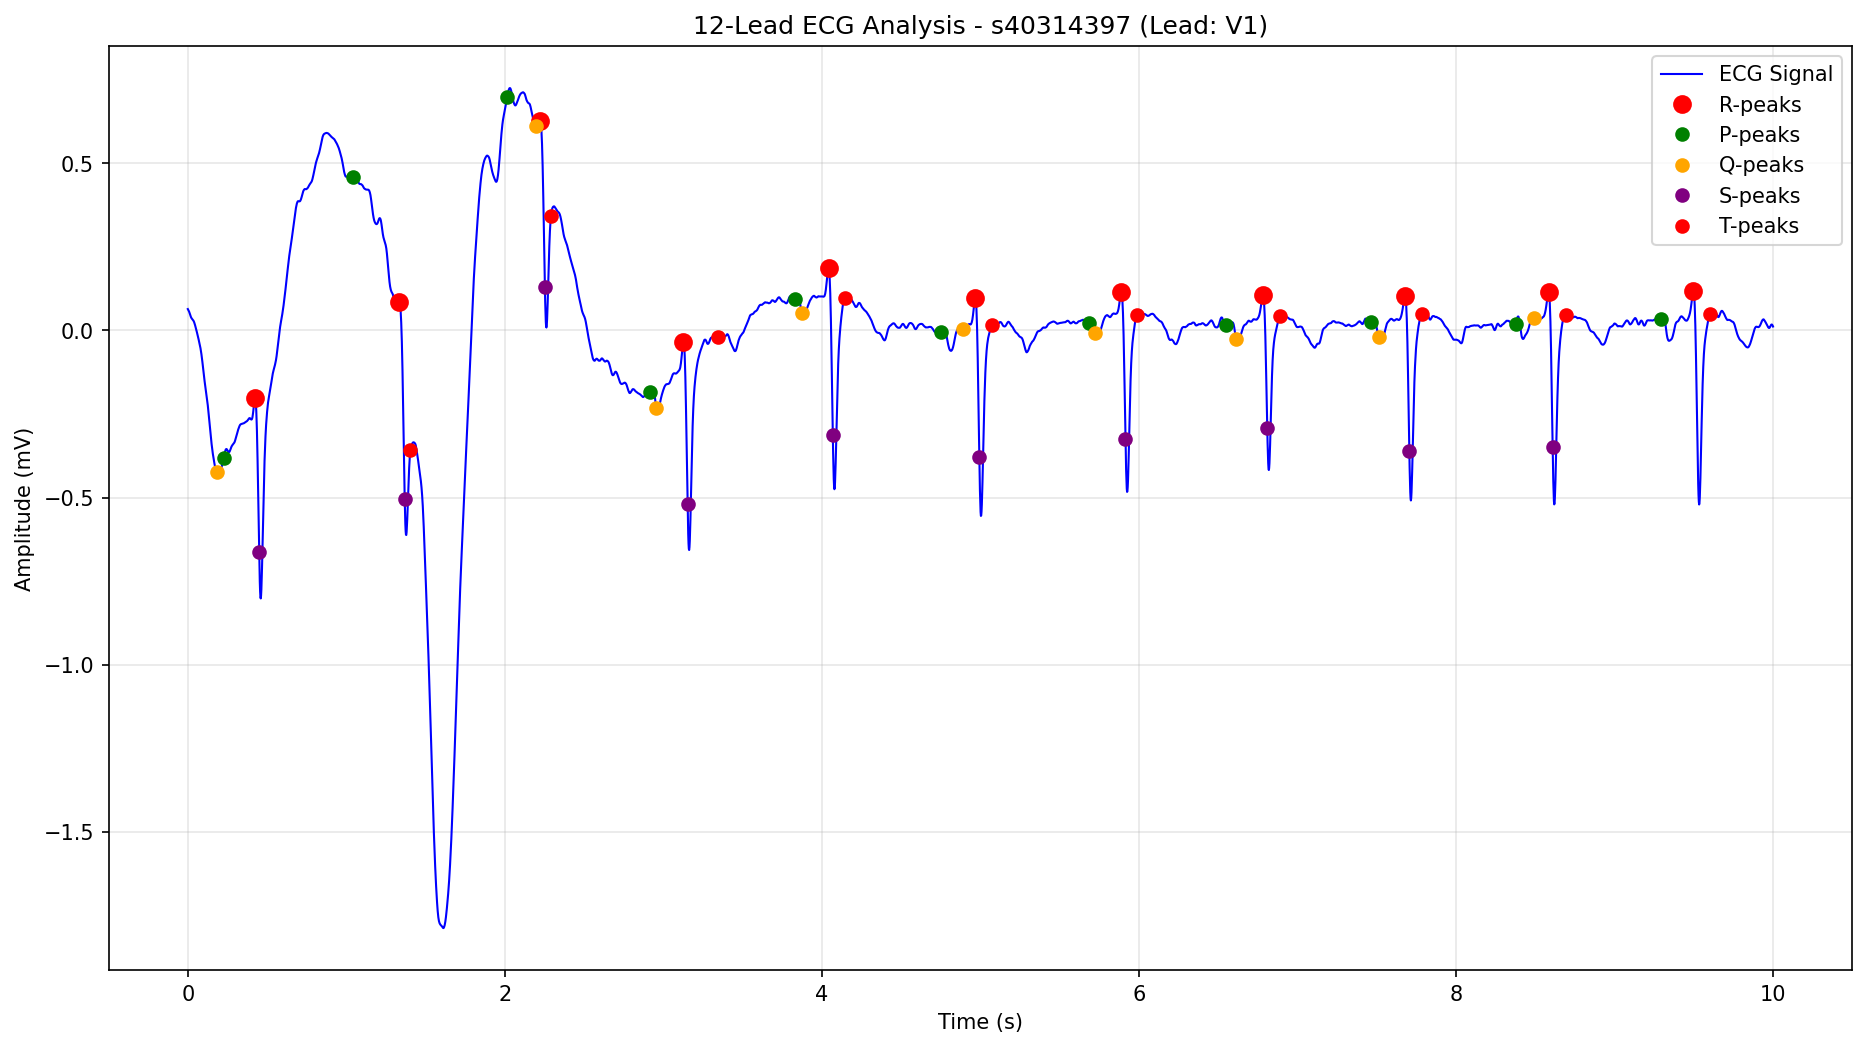 12-Lead ECG Analysis - s40314397 (Lead: V1)
ECG Signal
R-peaks
P-peaks
Q-peaks
S-peaks
T-peaks
Amplitude (mV)
0.5
0.0
−0.5
−1.0
−1.5
0 2 4 6 8 10
Time (s)